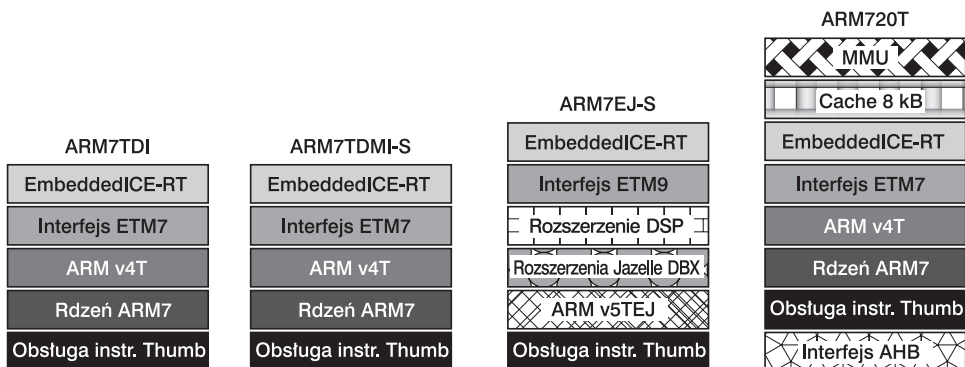 ARM7TDI
EmbeddedICE-RT
Interfejs ETM7
ARM v4T
Rdzeń ARM7
Obsługa instr. Thumb
ARM7TDMI-S
EmbeddedICE-RT
Interfejs ETM7
ARM v4T
Rdzeń ARM7
Obsługa instr. Thumb
ARM7EJ-S
EmbeddedICE-RT
Interfejs ETM9
Rozszerzenie DSP
Rozszerzenia Jazelle DBX
ARM v5TEJ
Obsługa instr. Thumb
ARM720T
MMU
Cache 8 kB
EmbeddedICE-RT
Interfejs ETM7
ARM v4T
Rdzeń ARM7
Obsługa instr. Thumb
Interfejs AHB